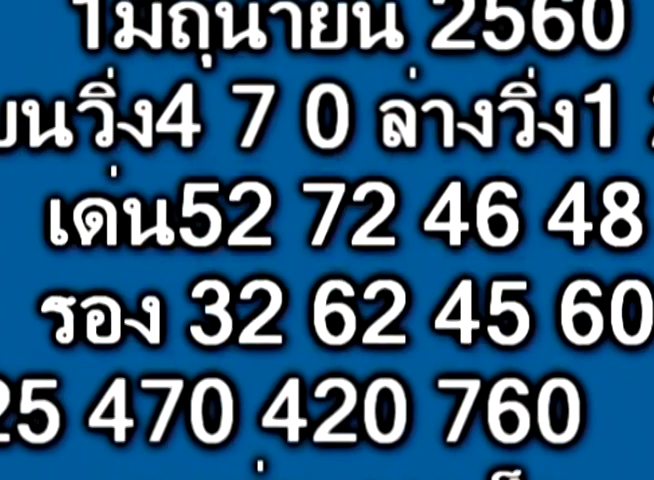 1มิถุนายน 2560
บนวิ่ง4 7 0 ล่างวิ่ง1
เด่น52 72 46 48
รอง 32 62 45 60
25 470 420 760